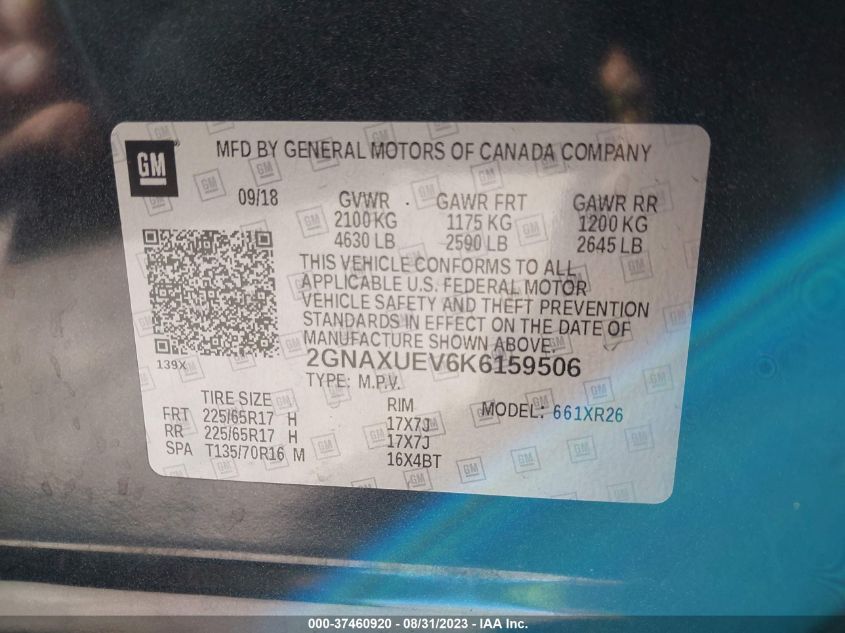 GM
MFD BY GENERAL MOTORS OF CANADA COMPANY
09/18 GVWR GAWR FRT GAWR RR
2100 KG 1175 KG 1200 KG
4630 LB 2590 LB 2645 LB
THIS VEHICLE CONFORMS TO ALL
APPLICABLE U.S. FEDERAL MOTOR
VEHICLE SAFETY AND THEFT PREVENTION
STANDARDS IN EFFECT ON THE DATE OF
MANUFACTURE SHOWN ABOVE.
139X
2GNAXUEV6K6159506
TYPE: M.P.V.
TIRE SIZE RIM MODEL: 661XR26
FRT 225/65R17 H 17X7J
RR 225/65R17 H 17X7J
SPA T135/70R16 M 16X4BT
000-37460920 - 08/31/2023 - IAA Inc.